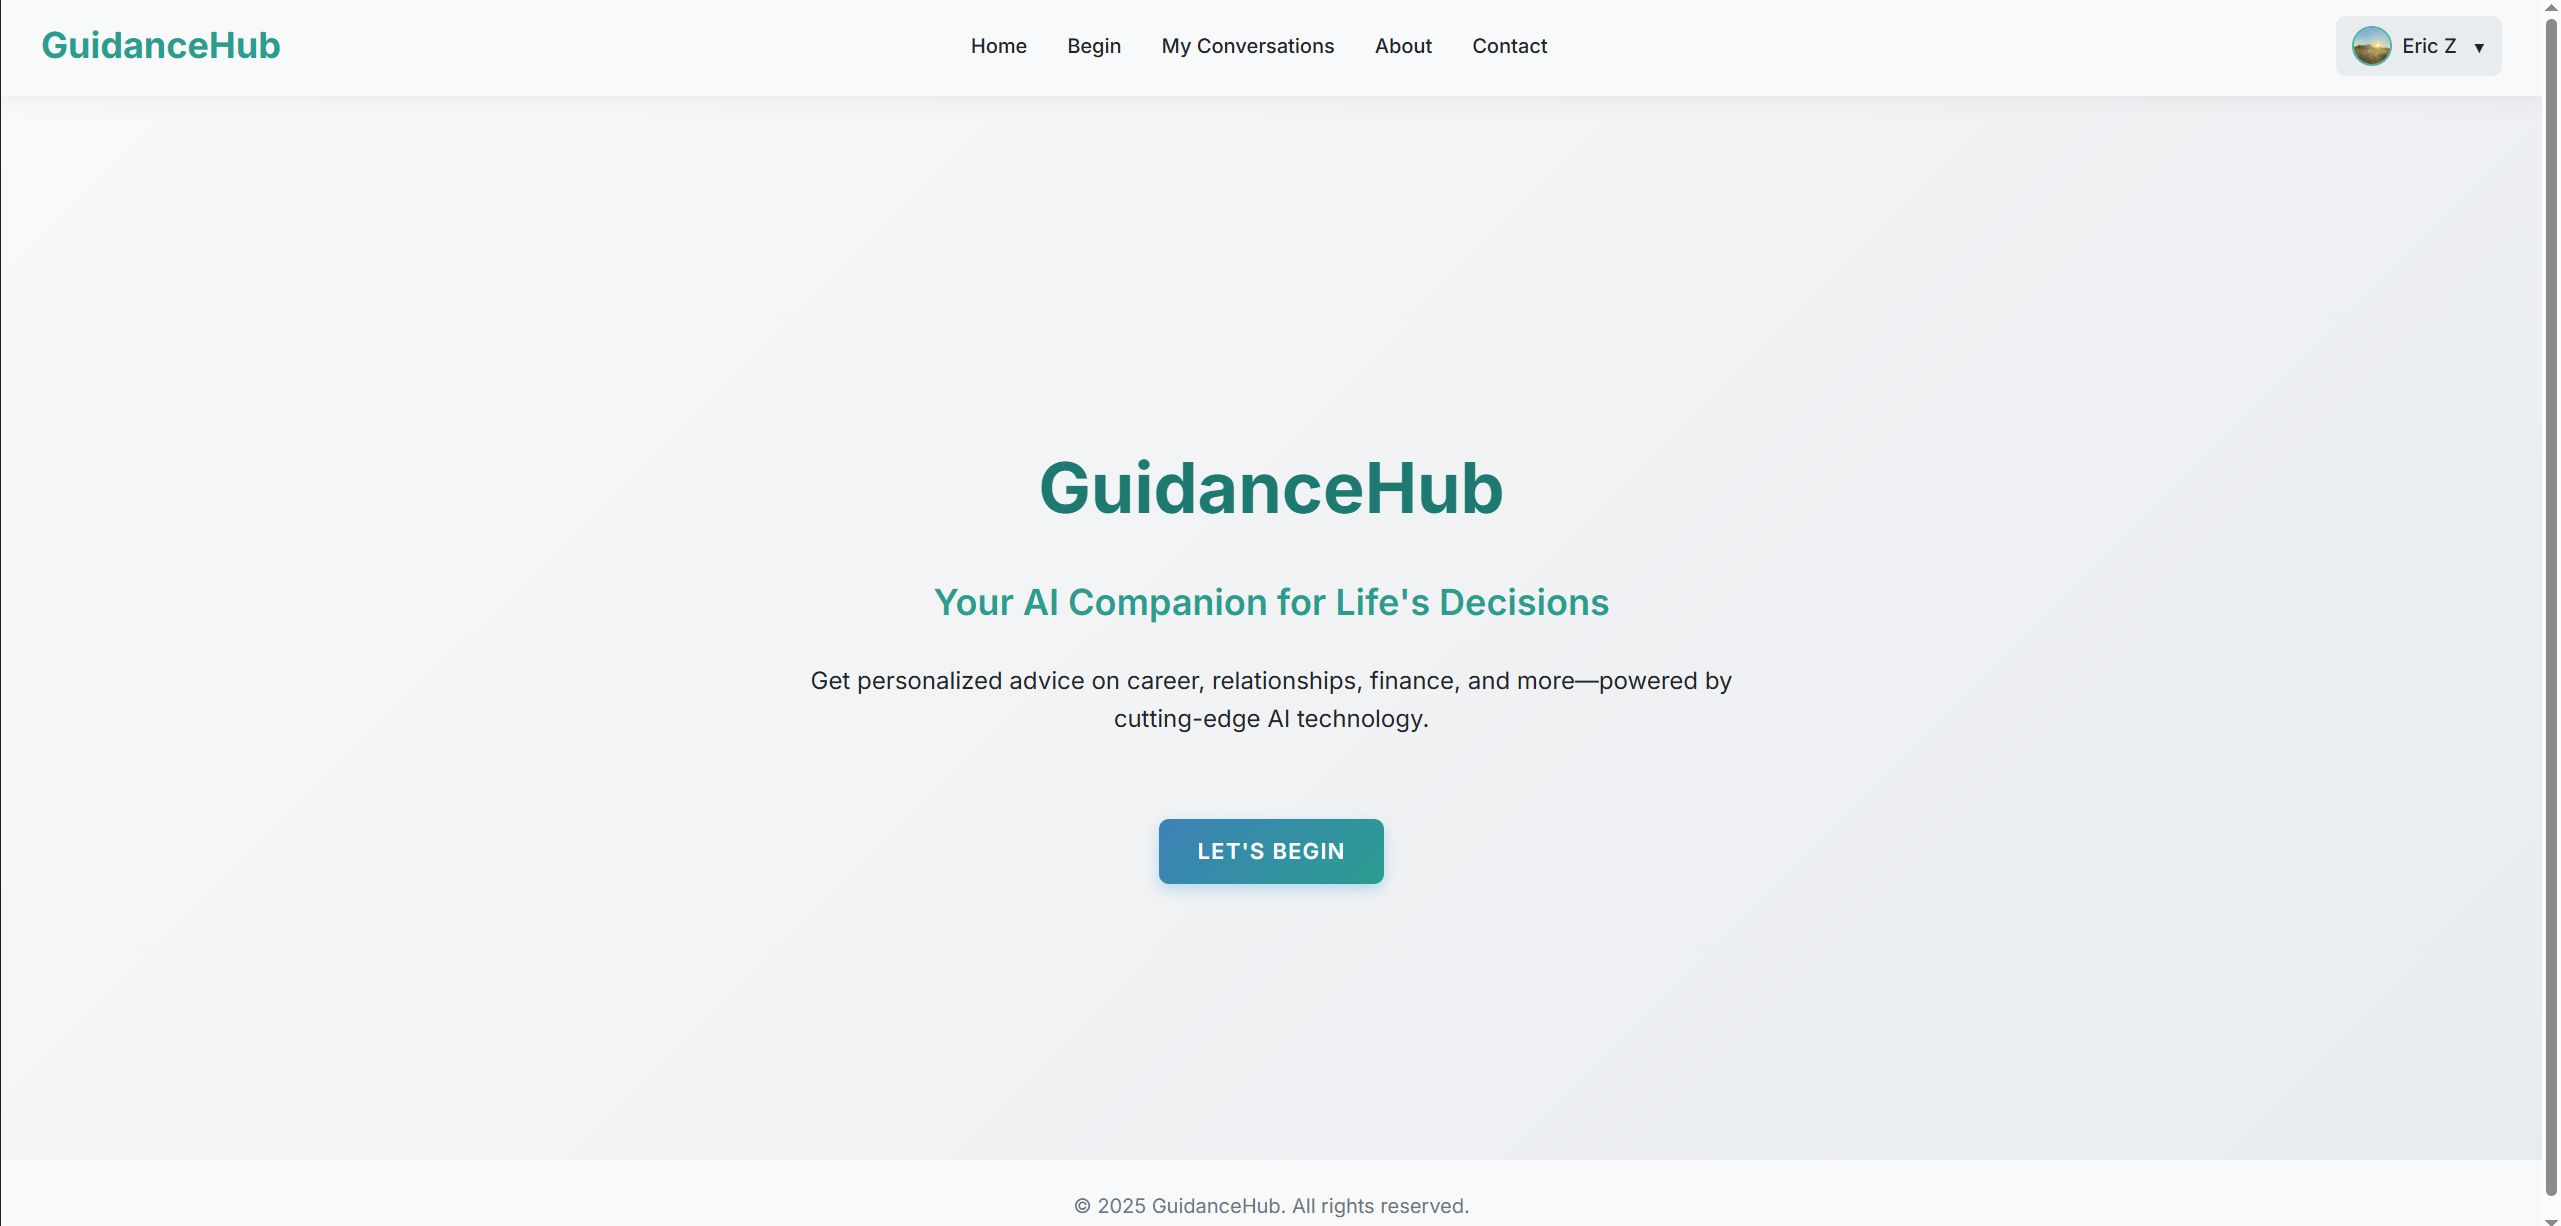 GuidanceHub
Home
Begin
My Conversations
About
Contact
Eric Z ▼
GuidanceHub
Your AI Companion for Life's Decisions
Get personalized advice on career, relationships, finance, and more—powered by
cutting-edge AI technology.
LET'S BEGIN
© 2025 GuidanceHub. All rights reserved.